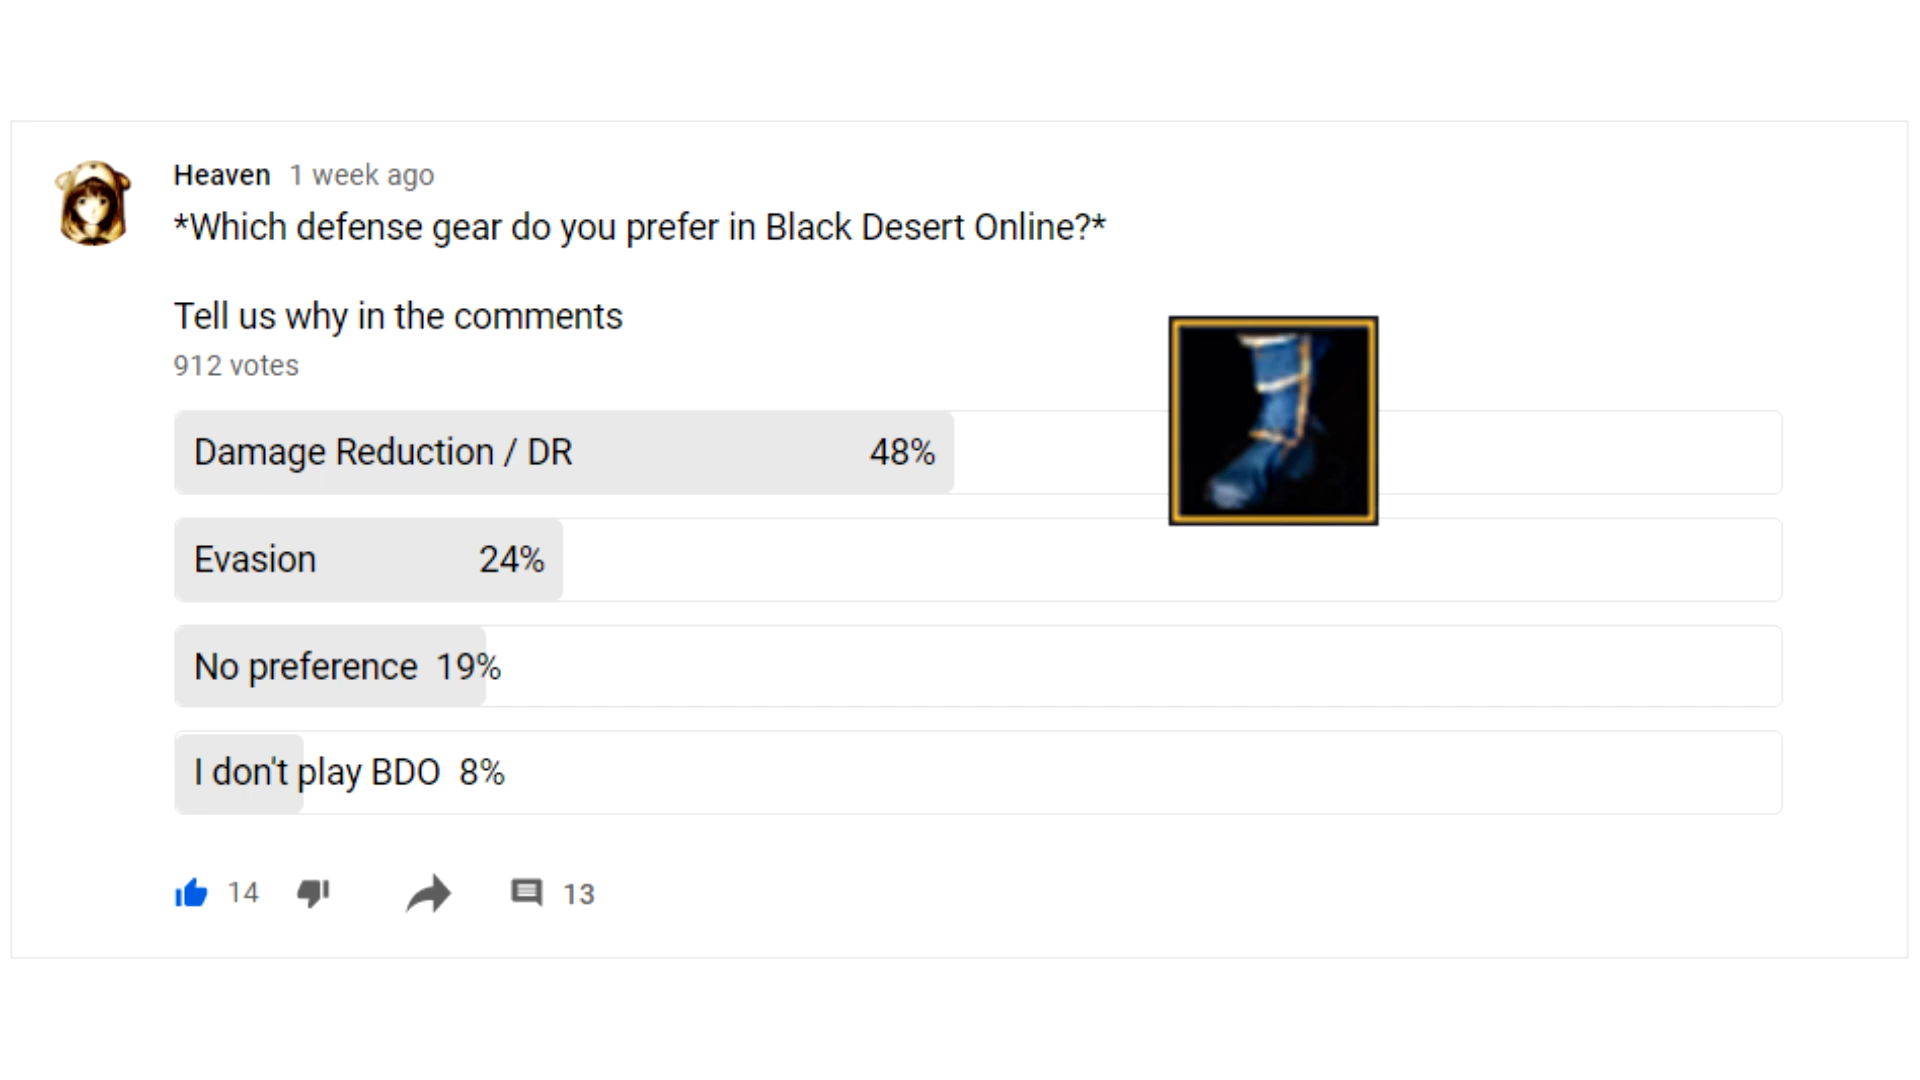 Heaven 1 week ago
*Which defense gear do you prefer in Black Desert Online?*
Tell us why in the comments
912 votes
Damage Reduction / DR 48%
Evasion 24%
No preference 19%
I don't play BDO 8%
14 13